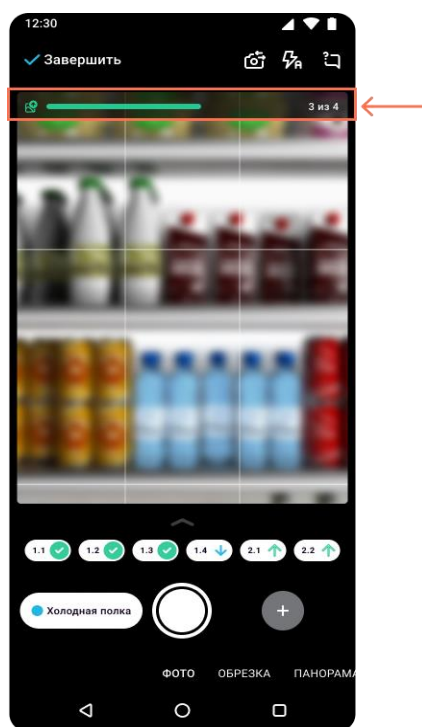 12:30
Завершить
3 из 4
1.1 1.2 1.3 1.4 2.1 2.2
Холодная полка
ФОТО ОБРЕЗКА ПАНОРАМА